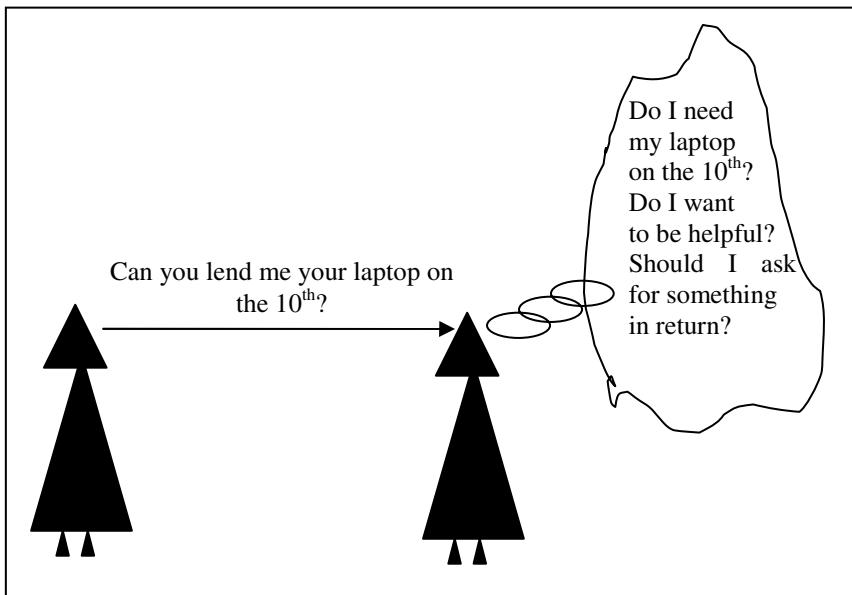 Can you lend me your laptop on
the 10th?
Do I need
my laptop
on the 10th?
Do I want
to be helpful?
Should I ask
for something
in return?